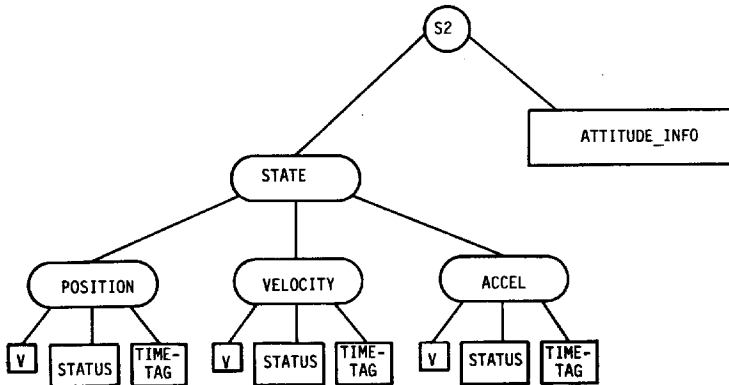 S2
ATTITUDE_INFO
STATE
POSITION
VELOCITY
ACCEL
V
STATUS
TIME-
TAG
V
STATUS
TIME-
TAG
V
STATUS
TIME-
TAG